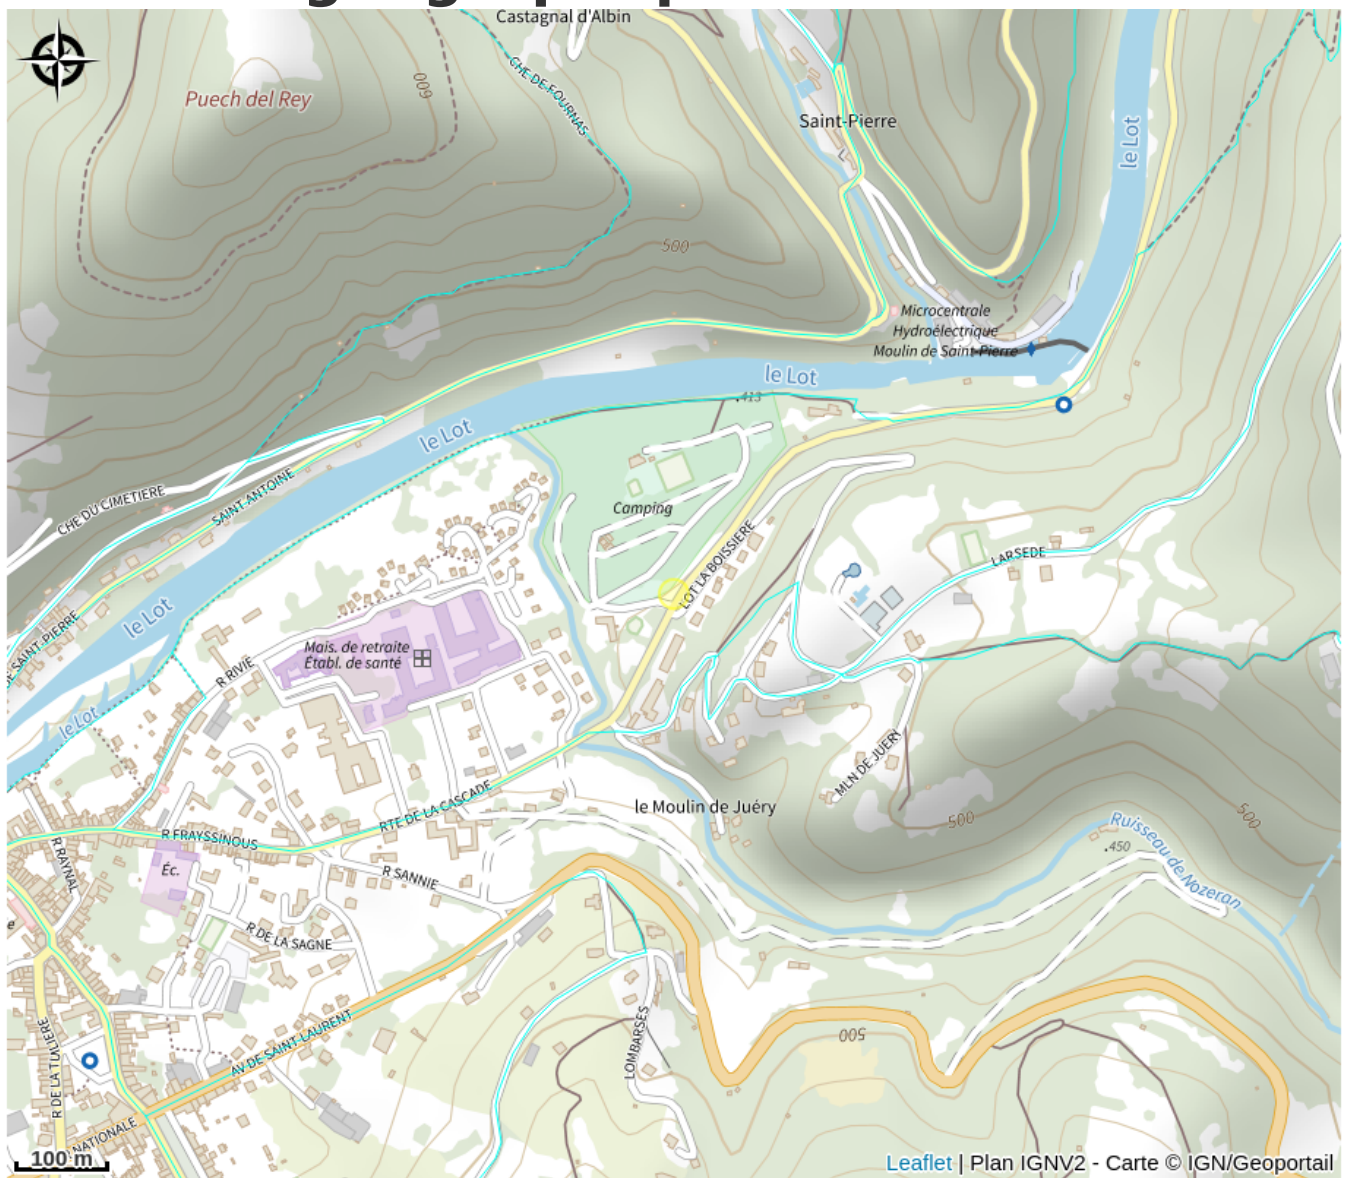 Castagnal d'Albin
CHE DE FOURNAS
600
Puech del Rey
Saint-Pierre
le Lot
500
Microcentrale
Hydroélectrique
Moulin de Saint-Pierre
le Lot
.413
le Lot
CHE DU CIMETIERE
SAINT ANTOINE
Camping
LOT LA BOISSIERE
LARSEDE
le Lot
DE SAINT-PIERRE
Mais. de retraite
Établ. de santé
R RIVIE
le Lot
MLN DE JUERY
RTE DE LA CASCADE
le Moulin de Juéry
500
500
Ruisseau de Nozeran
.450
R FRAYSSINOUS
R RAYNAL
Éc.
R SANNIE
e
R DE LA SAGNE
AV DE SAINT LAURENT
LOMBARSES
500
R DE LA TUILIERE
NATIONALE
100 m
Leaflet | Plan IGNV2 - Carte © IGN/Geoportail